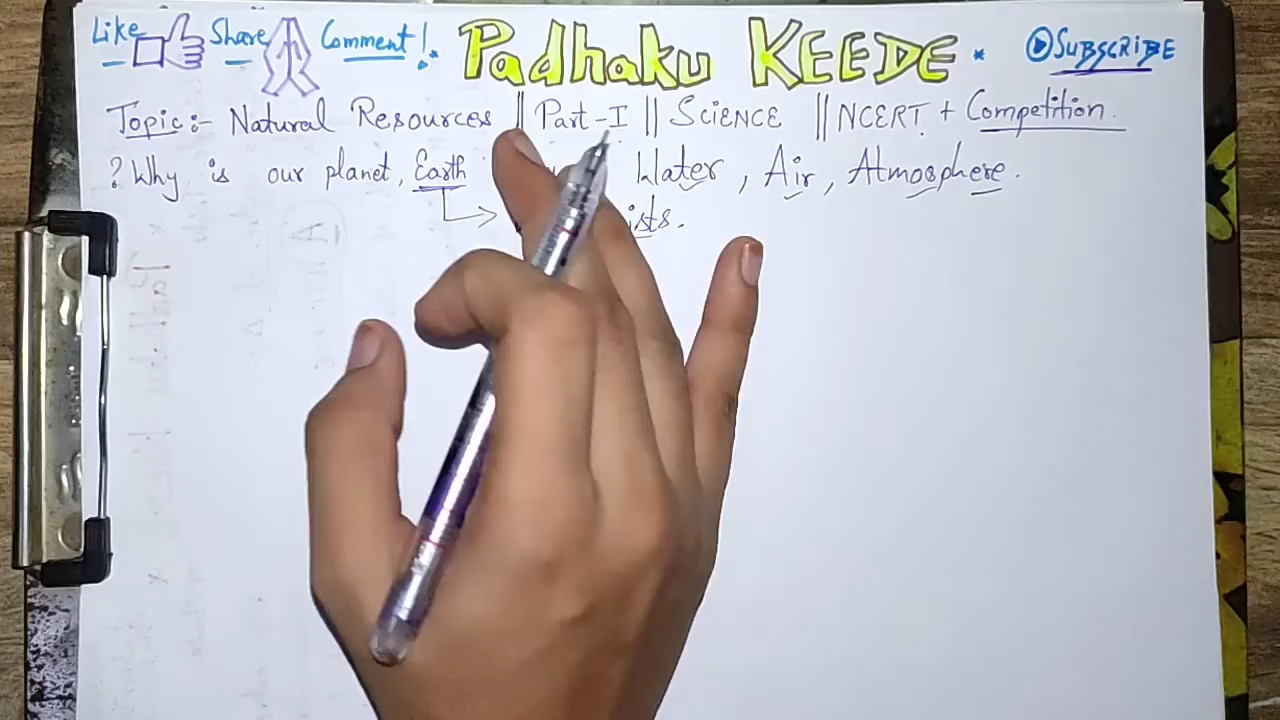 Like Share Comment! Padhaku KEEDE SUBSCRIBE
Topic:- Natural Resources || Part-I || SCIENCE || NCERT + Competition.
? Why is our planet, Earth Water, Air, Atmosphere.